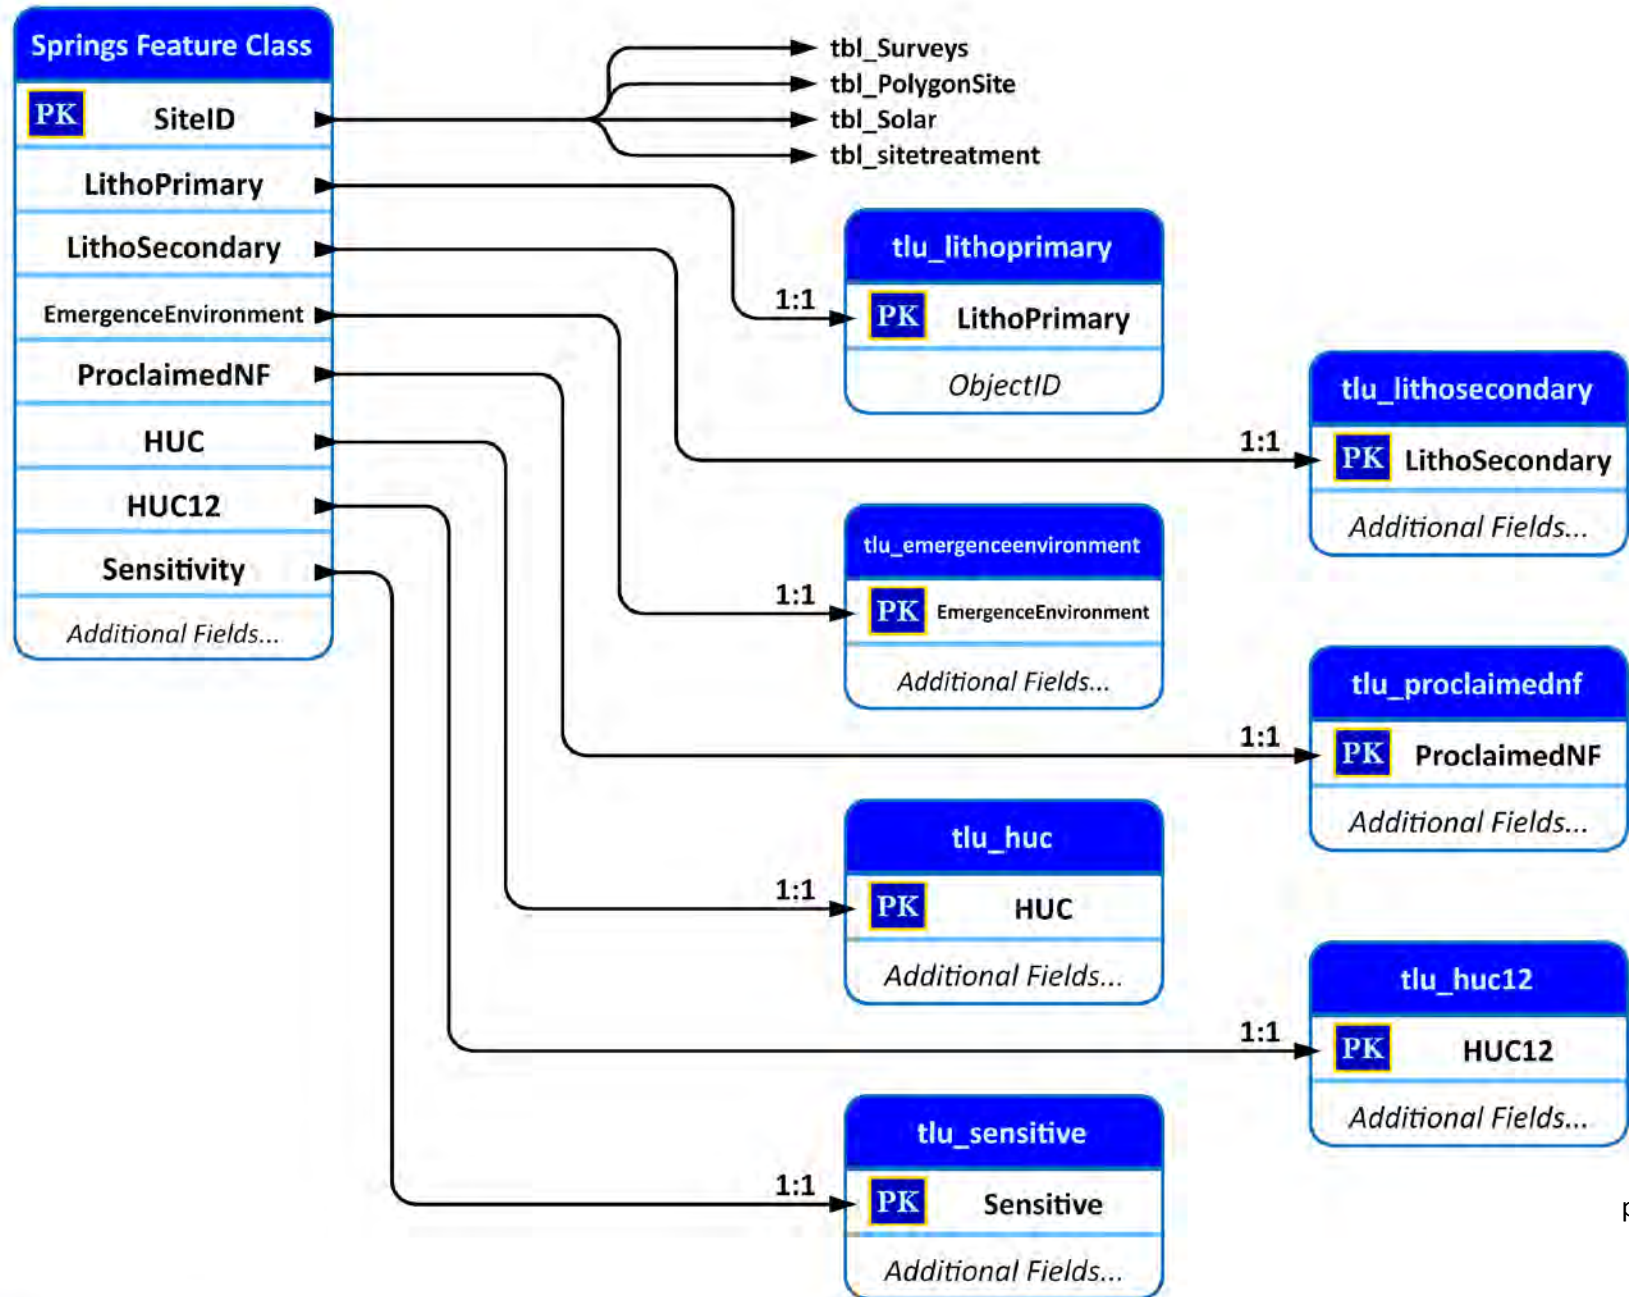 Springs Feature Class
PK SiteID
LithoPrimary
LithoSecondary
EmergenceEnvironment
ProclaimedNF
HUC
HUC12
Sensitivity
Additional Fields...
tbl_Surveys
tbl_PolygonSite
tbl_Solar
tbl_sitetreatment
tlu_lithoprimary
1:1
PK LithoPrimary
ObjectID
tlu_lithosecondary
1:1
PK LithoSecondary
Additional Fields...
tlu_emergenceenvironment
1:1
PK EmergenceEnvironment
Additional Fields...
tlu_proclaimednf
1:1
PK ProclaimedNF
Additional Fields...
tlu_huc
1:1
PK HUC
Additional Fields...
tlu_huc12
1:1
PK HUC12
Additional Fields...
tlu_sensitive
1:1
PK Sensitive
Additional Fields...